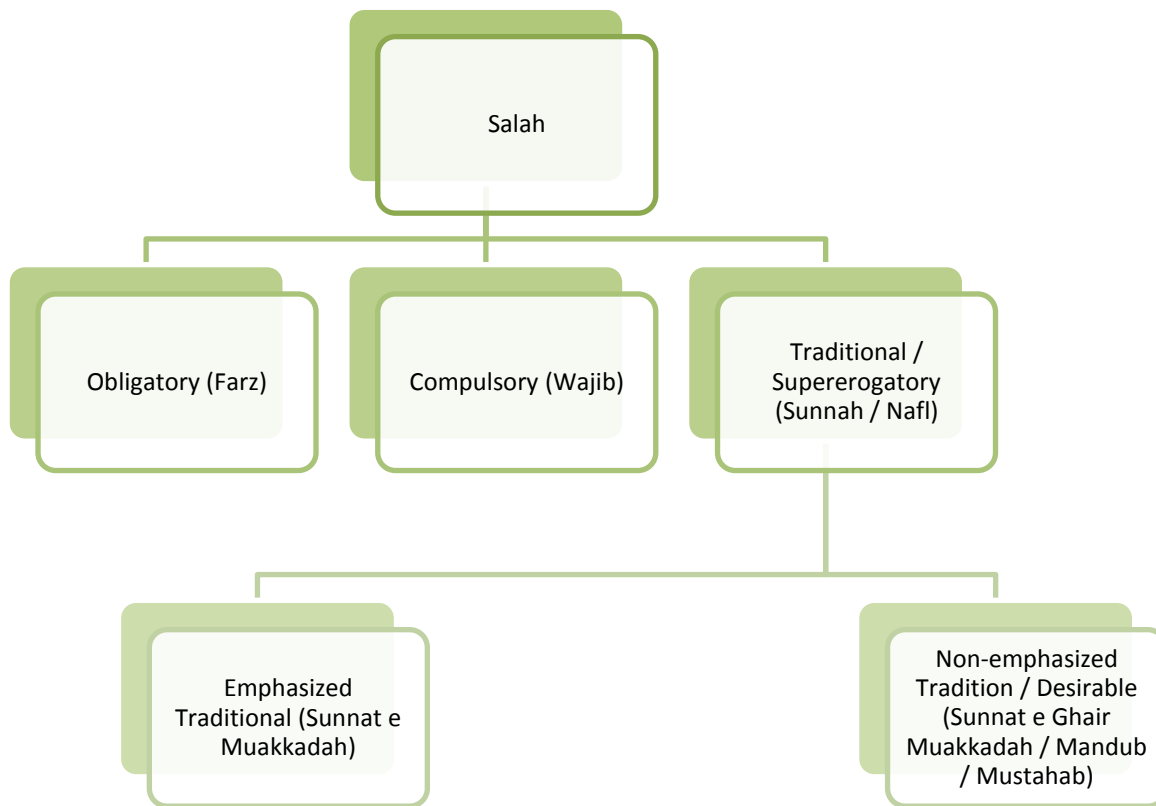 Salah
Obligatory (Farz)
Compulsory (Wajib)
Traditional /
Supererogatory
(Sunnah / Nafl)
Emphasized
Traditional (Sunnat e
Muakkadah)
Non-emphasized
Tradition / Desirable
(Sunnat e Ghair
Muakkadah / Mandub
/ Mustahab)